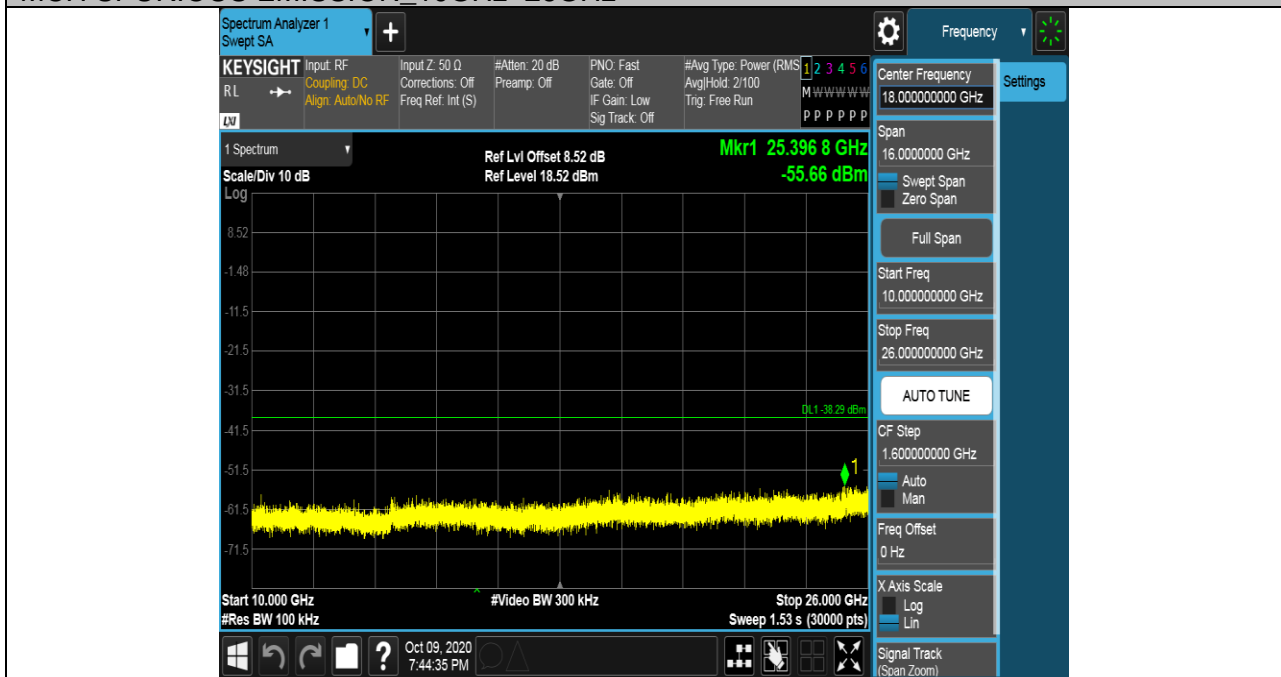 Spectrum Analyzer 1
Swept SA
+
Frequency
KEYSIGHT
RL
LXI
Input: RF
Coupling: DC
Align: Auto/No RF
Input Z: 50 Ω
Corrections: Off
Freq Ref: Int (S)
#Atten: 20 dB
Preamp: Off
PNO: Fast
Gate: Off
IF Gain: Low
Sig Track: Off
#Avg Type: Power (RMS
Avg|Hold: 2/100
Trig: Free Run
1 2 3 4 5 6
M W W W W W
P P P P P P
1 Spectrum
Scale/Div 10 dB
Log
Ref Lvl Offset 8.52 dB
Ref Level 18.52 dBm
Mkr1 25.396 8 GHz
-55.66 dBm
8.52
-1.48
-11.5
-21.5
-31.5
DL1 -38.29 dBm
-41.5
-51.5
1
-61.5
-71.5
Start 10.000 GHz
#Res BW 100 kHz
#Video BW 300 kHz
Stop 26.000 GHz
Sweep 1.53 s (30000 pts)
?
Oct 09, 2020
7:44:35 PM
Center Frequency
18.000000000 GHz
Settings
Span
16.0000000 GHz
Swept Span
Zero Span
Full Span
Start Freq
10.000000000 GHz
Stop Freq
26.000000000 GHz
AUTO TUNE
CF Step
1.600000000 GHz
Auto
Man
Freq Offset
0 Hz
X Axis Scale
Log
Lin
Signal Track
(Span Zoom)